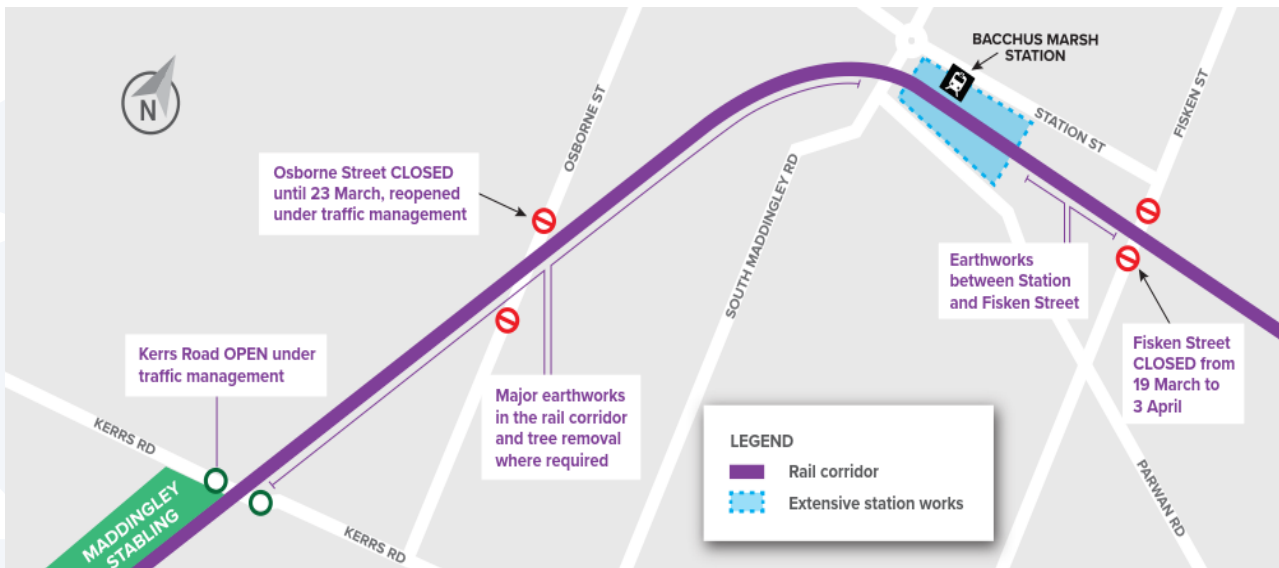 N
BACCHUS MARSH
STATION
OSBORNE ST
FISKEN ST
STATION ST
Osborne Street CLOSED
until 23 March, reopened
under traffic management
SOUTH MADDINGLEY RD
Earthworks
between Station
and Fisken Street
Kerrs Road OPEN under
traffic management
Fisken Street
CLOSED from
19 March to
3 April
Major earthworks
in the rail corridor
and tree removal
where required
KERRS RD
LEGEND
Rail corridor
Extensive station works
PARWAN RD
MADDINGLEY
STABLING
KERRS RD